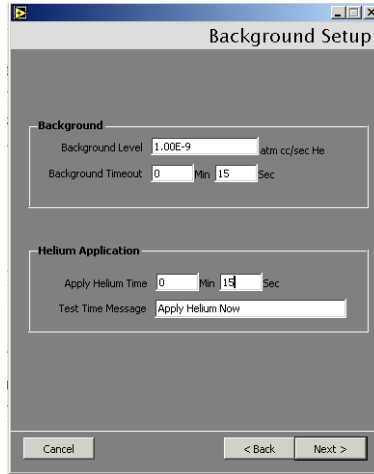 Background Setup
Background
Background Level 1.00E-9 atm cc/sec He
Background Timeout 0 Min 15 Sec
Helium Application
Apply Helium Time 0 Min 15 Sec
Test Time Message Apply Helium Now
Cancel < Back Next >